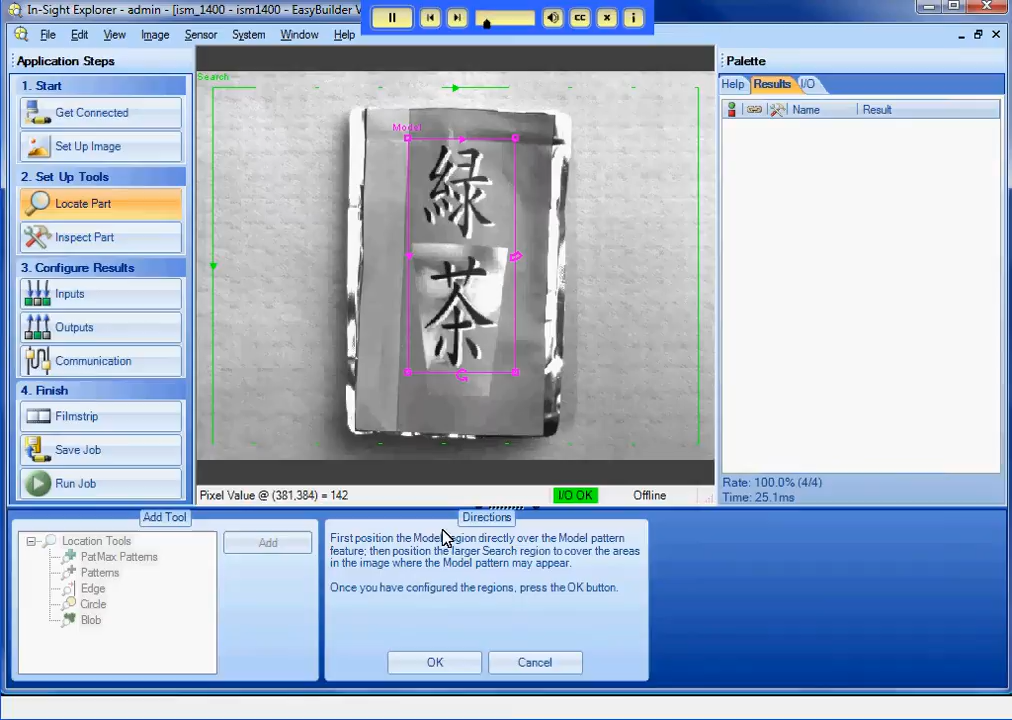 In-Sight Explorer - admin - [ism_1400 - ism1400 - EasyBuilder V
File Edit View Image Sensor System Window Help
CC
Application Steps
1. Start
Get Connected
Set Up Image
2. Set Up Tools
Locate Part
Inspect Part
3. Configure Results
Inputs
Outputs
Communication
4. Finish
Filmstrip
Save Job
Run Job
Search
Model
緑
茶
Pixel Value @ (381,384) = 142
I/O OK
Offline
Palette
Help Results I/O
Name Result
Rate: 100.0% (4/4)
Time: 25.1ms
Add Tool
Location Tools
PatMax Patterns
Patterns
Edge
Circle
Blob
Add
Directions
First position the Model region directly over the Model pattern
feature; then position the larger Search region to cover the areas
in the image where the Model pattern may appear.
Once you have configured the regions, press the OK button.
OK Cancel